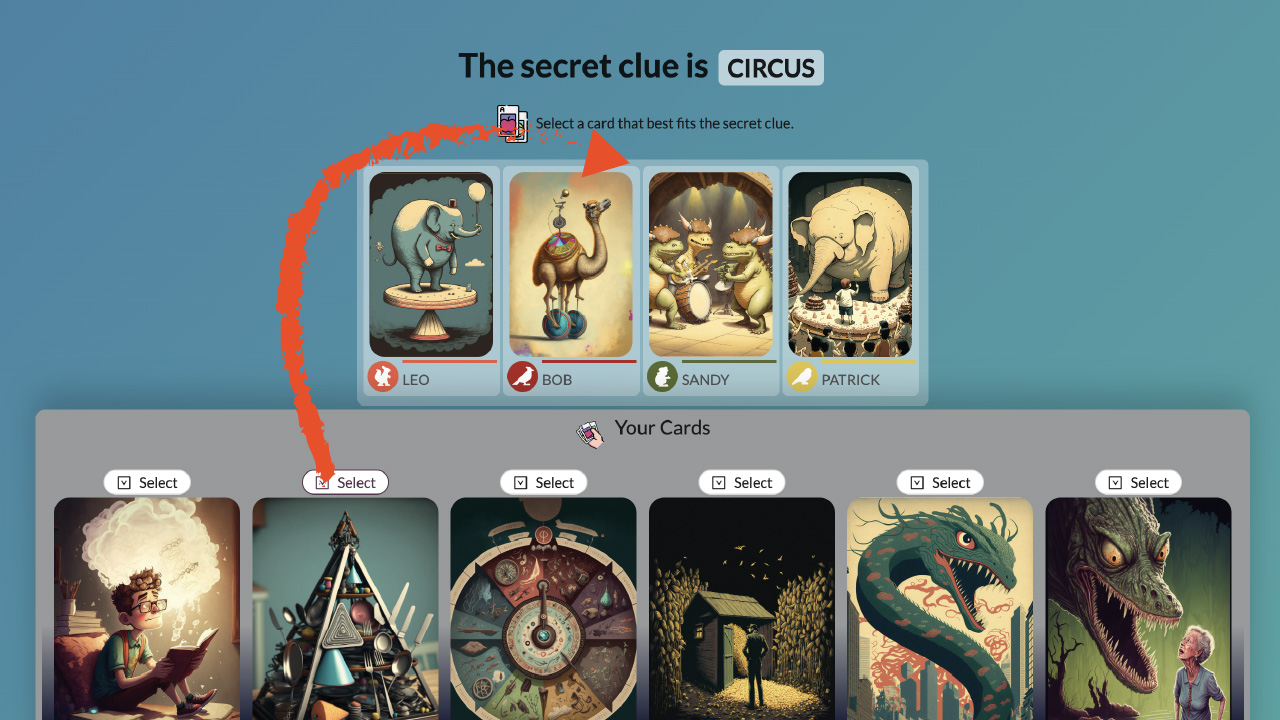 The secret clue is CIRCUS
Select a card that best fits the secret clue.
LEO BOB SANDY PATRICK
Your Cards
Select Select Select Select Select Select